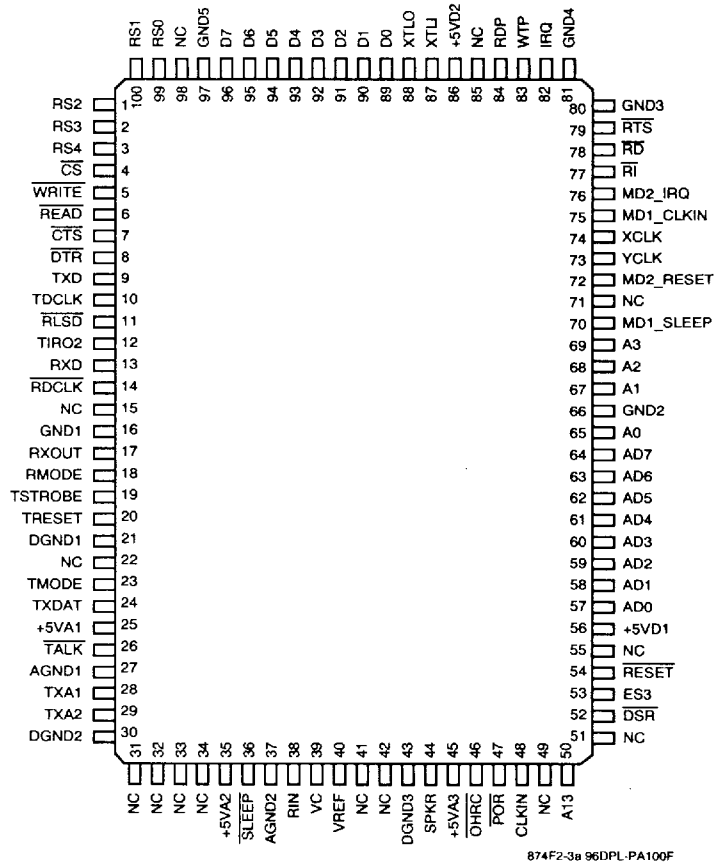 RS1 RS0 NC GND5 D7 D6 D5 D4 D3 D2 D1 D0 XTLO XTLI +5VD2 NC RDP WTP IRQ GND4
100 99 98 97 96 95 94 93 92 91 90 89 88 87 86 85 84 83 82 81
RS2 1
RS3 2
RS4 3
CS 4
WRITE 5
READ 6
CTS 7
DTR 8
TXD 9
TDCLK 10
RLSD 11
TIRO2 12
RXD 13
RDCLK 14
NC 15
GND1 16
RXOUT 17
RMODE 18
TSTROBE 19
TRESET 20
DGND1 21
NC 22
TMODE 23
TXDAT 24
+5VA1 25
TALK 26
AGND1 27
TXA1 28
TXA2 29
DGND2 30
80 GND3
79 RTS
78 RD
77 RI
76 MD2_IRQ
75 MD1_CLKIN
74 XCLK
73 YCLK
72 MD2_RESET
71 NC
70 MD1_SLEEP
69 A3
68 A2
67 A1
66 GND2
65 A0
64 AD7
63 AD6
62 AD5
61 AD4
60 AD3
59 AD2
58 AD1
57 AD0
56 +5VD1
55 NC
54 RESET
53 ES3
52 DSR
51 NC
31 32 33 34 35 36 37 38 39 40 41 42 43 44 45 46 47 48 49 50
NC NC NC NC +5VA2 SLEEP AGND2 RIN VC VREF NC NC DGND3 SPKR +5VA3 OHRC POR CLKIN NC A13
874F2-3a 96DPL-PA100F